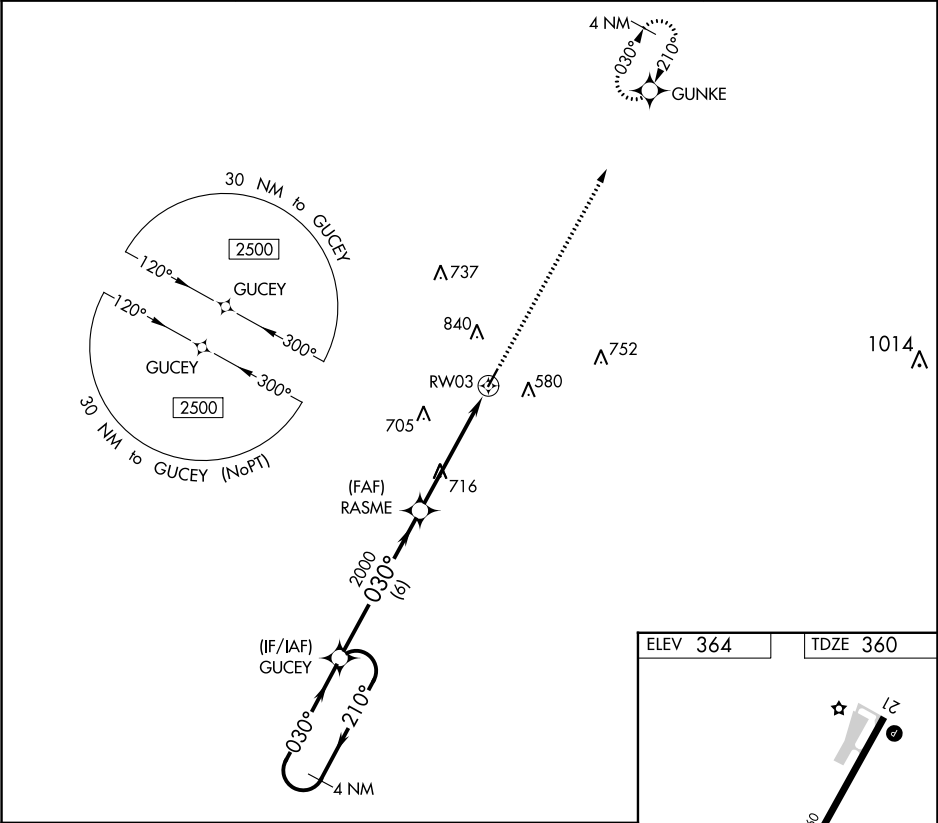 4 NM
030°
210°
GUNKE
30 NM to GUCEY
2500
120°
GUCEY
300°
120°
GUCEY
300°
2500
30 NM to GUCEY (NoPT)
737
840
752
1014
RW03
580
705
716
(FAF)
RASME
2000
030°
(6)
(IF/IAF)
GUCEY
030°
210°
4 NM
ELEV 364
TDZE 360
21